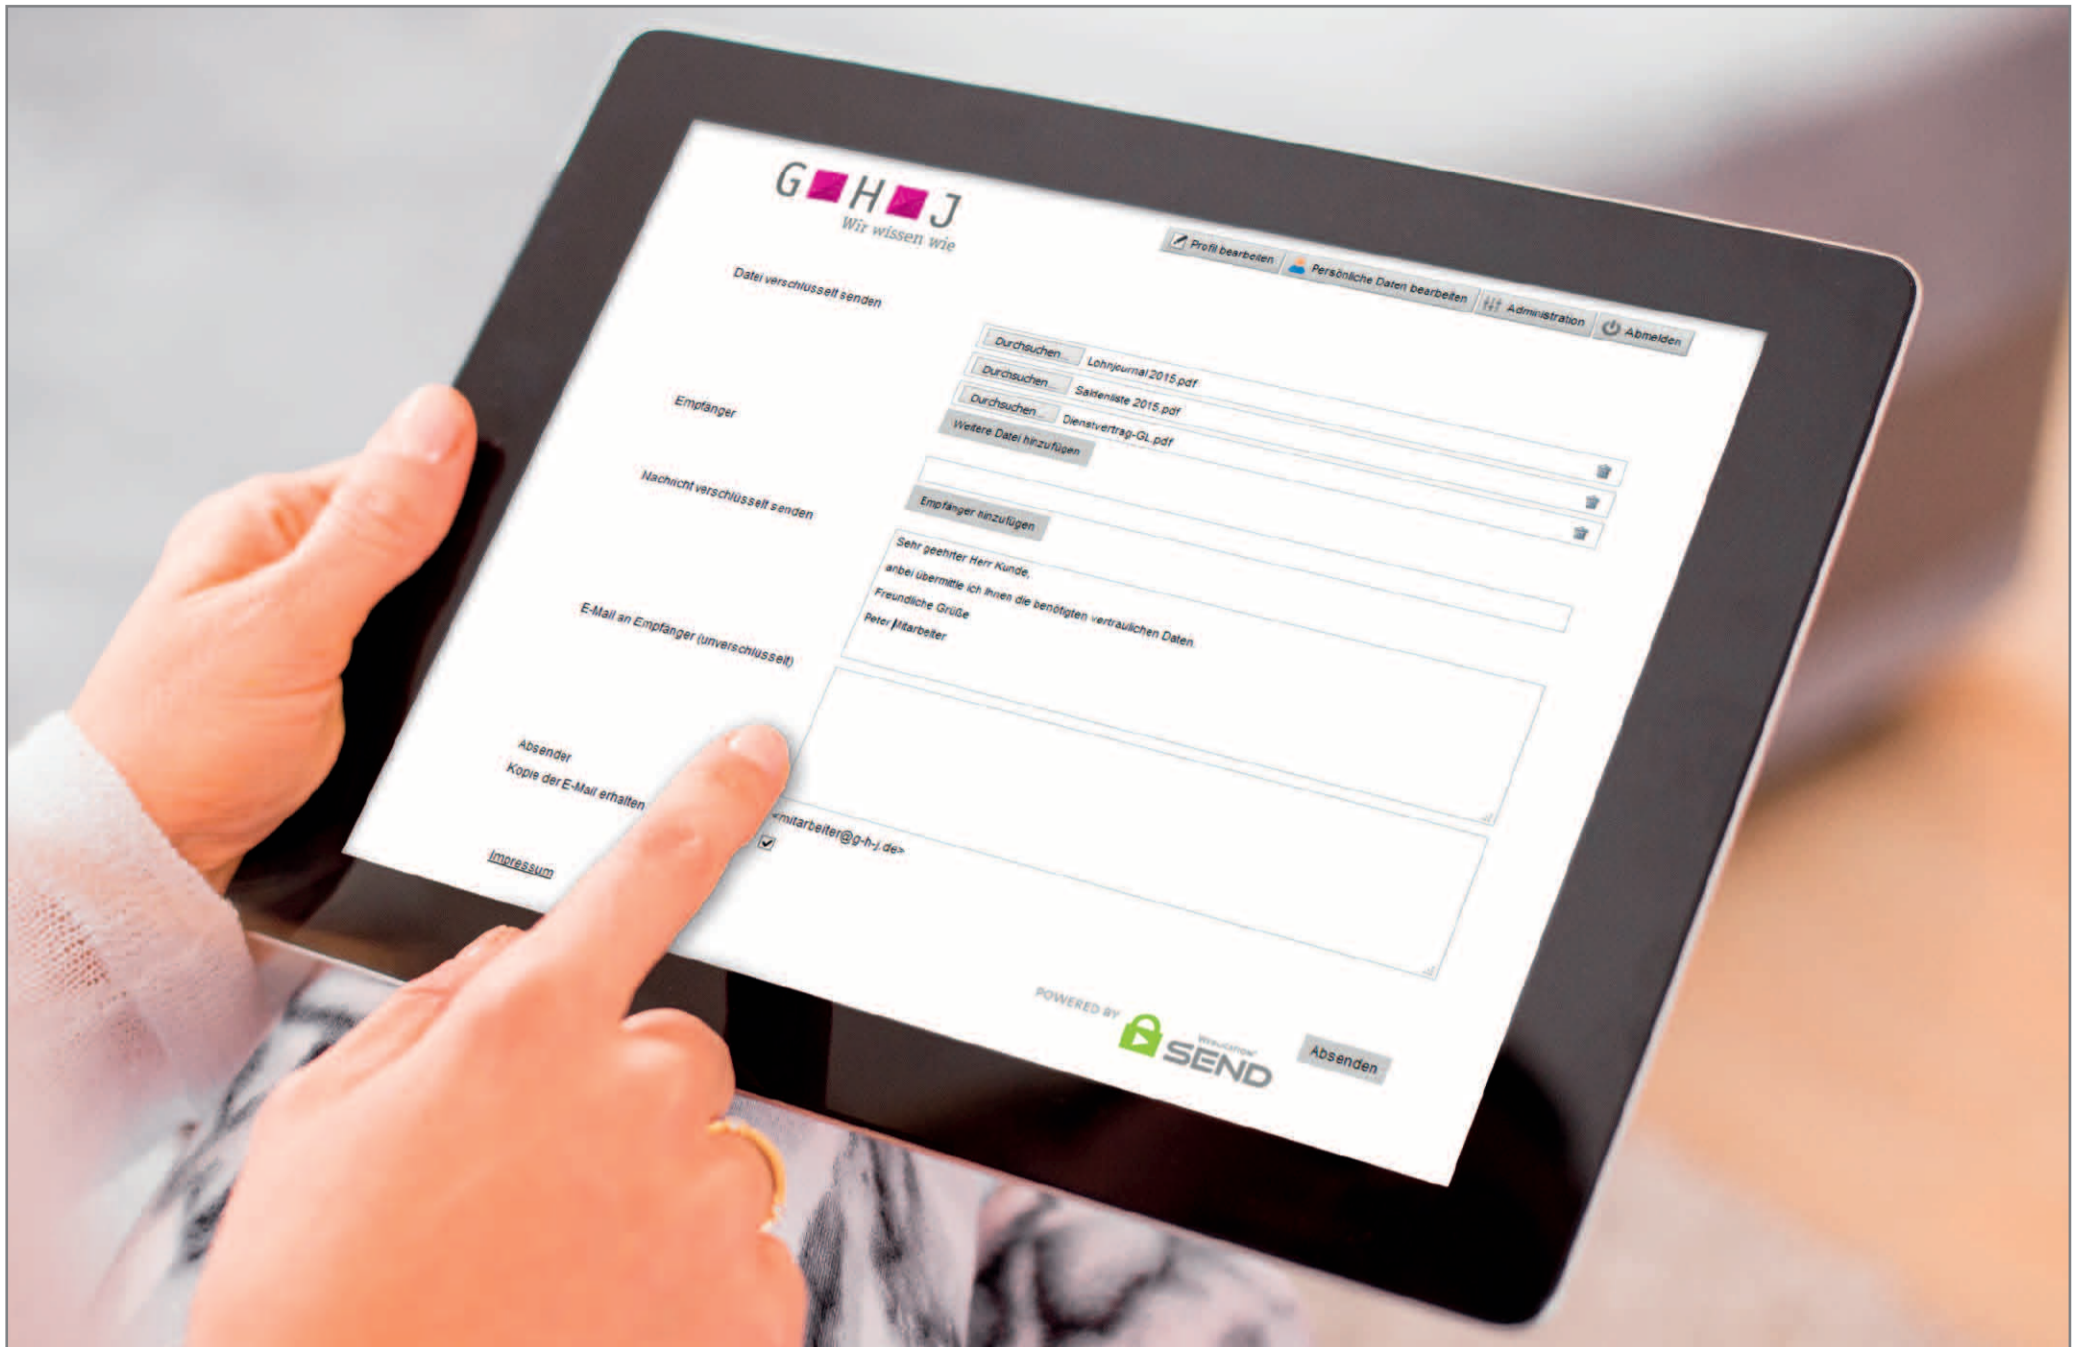 G H J
Wir wissen wie
Profil bearbeiten
Persönliche Daten bearbeiten
Administration
Abmelden
Datei verschlüsselt senden
Durchsuchen... Lohnjournal 2015.pdf
Durchsuchen... Saldenliste 2015.pdf
Durchsuchen... Dienstvertrag-GL.pdf
Weitere Datei hinzufügen
Empfänger
Empfänger hinzufügen
Nachricht verschlüsselt senden
Sehr geehrter Herr Kunde,
anbei übermittle ich Ihnen die benötigten vertraulichen Daten.
Freundliche Grüße
Peter Mitarbeiter
E-Mail an Empfänger (unverschlüsselt)
Absender
<mitarbeiter@g-h-j.de>
Kopie der E-Mail erhalten
Impressum
POWERED BY
WEBLICATION®
SEND
Absenden